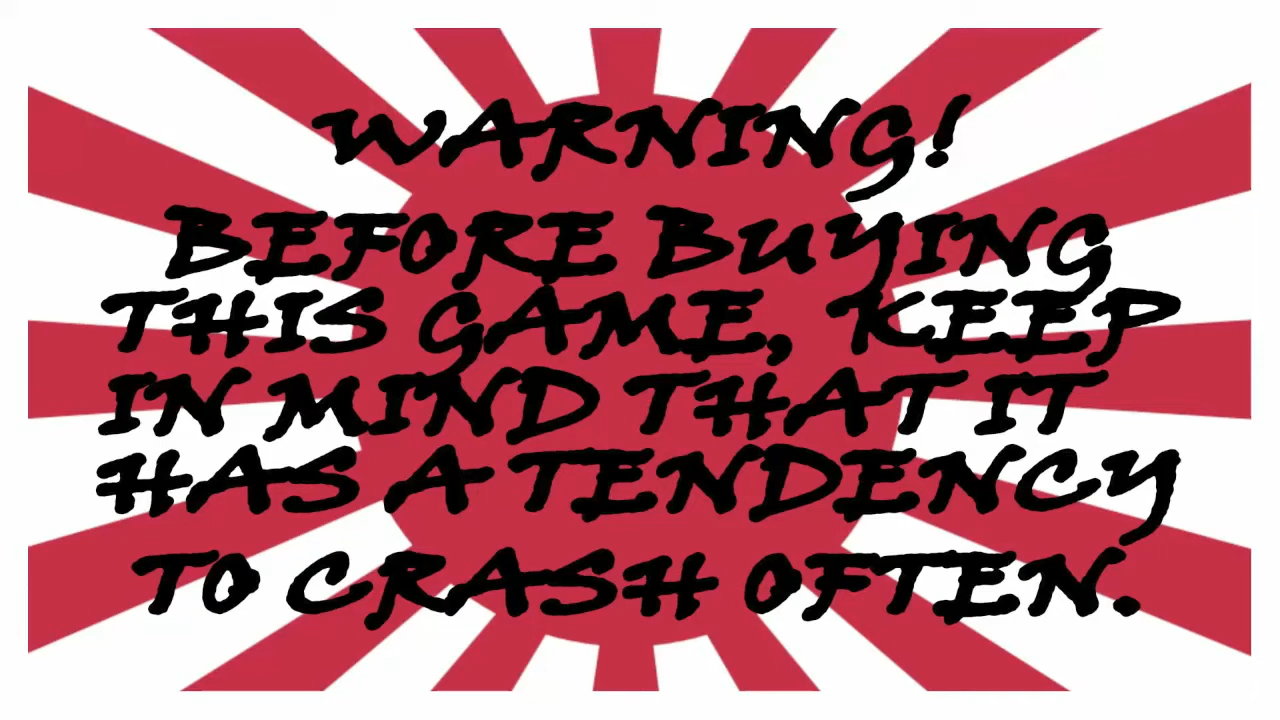 WARNING!
BEFORE BUYING
THIS GAME, KEEP
IN MIND THAT IT
HAS A TENDENCY
TO CRASH OFTEN.